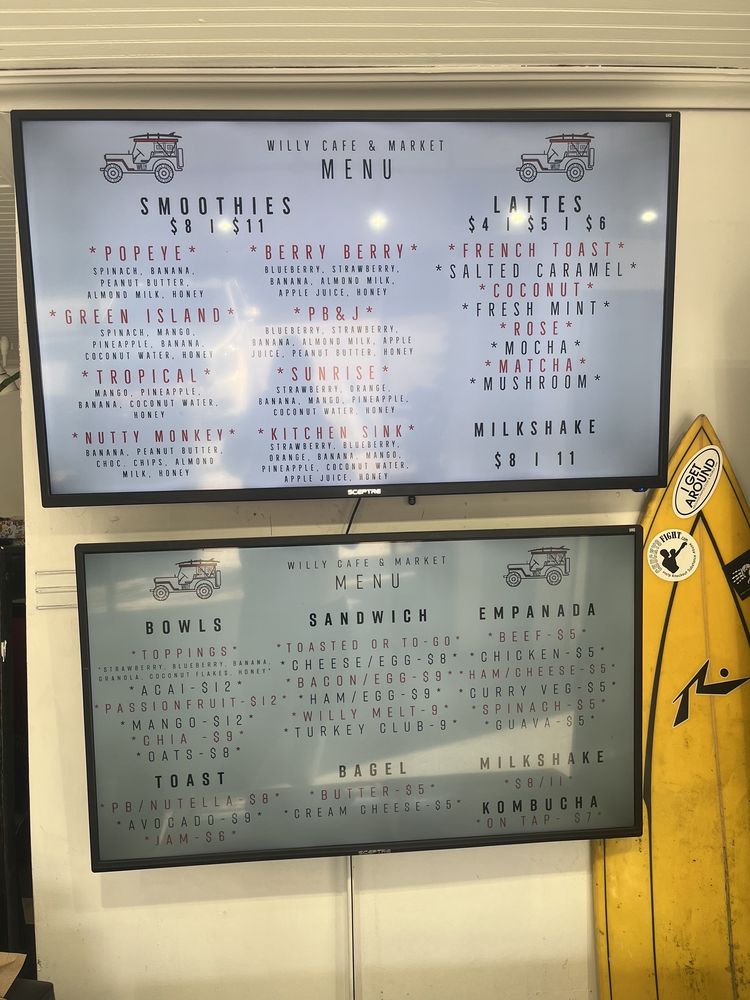 WILLY CAFE & MARKET
MENU
SMOOTHIES
$8 | $11
*POPEYE*
SPINACH, BANANA,
PEANUT BUTTER,
ALMOND MILK, HONEY
*GREEN ISLAND*
SPINACH, MANGO,
PINEAPPLE, BANANA,
COCONUT WATER, HONEY
*TROPICAL*
MANGO, PINEAPPLE,
BANANA, COCONUT WATER,
HONEY
*NUTTY MONKEY*
BANANA, PEANUT BUTTER,
CHOC. CHIPS, ALMOND
MILK, HONEY
*BERRY BERRY*
BLUEBERRY, STRAWBERRY,
BANANA, ALMOND MILK,
APPLE JUICE, HONEY
*PB&J*
BLUEBERRY, STRAWBERRY,
BANANA, ALMOND MILK, APPLE
JUICE, PEANUT BUTTER, HONEY
*SUNRISE*
STRAWBERRY, ORANGE,
BANANA, MANGO, PINEAPPLE,
COCONUT WATER, HONEY
*KITCHEN SINK*
STRAWBERRY, BLUEBERRY,
ORANGE, BANANA, MANGO,
PINEAPPLE, COCONUT WATER,
APPLE JUICE, HONEY
LATTES
$4 | $5 | $6
*FRENCH TOAST*
*SALTED CARAMEL*
*COCONUT*
*FRESH MINT*
*ROSE*
*MOCHA*
*MATCHA*
*MUSHROOM*
MILKSHAKE
$8 | 11
SCEPTRE
WILLY CAFE & MARKET
MENU
BOWLS
*TOPPINGS*
*STRAWBERRY, BLUEBERRY, BANANA,
GRANOLA, COCONUT FLAKES, HONEY*
*ACAI-$12*
*PASSIONFRUIT-$12*
*MANGO-$12*
*CHIA -$9*
*OATS-$8*
TOAST
*PB/NUTELLA-$8*
*AVOCADO-$9*
*JAM-$6*
SANDWICH
*TOASTED OR TO-GO*
*CHEESE/EGG-$8*
*BACON/EGG-$9*
*HAM/EGG-$9*
*WILLY MELT-9*
*TURKEY CLUB-9*
BAGEL
*BUTTER-$5*
*CREAM CHEESE-$5*
EMPANADA
*BEEF-$5*
*CHICKEN-$5*
*HAM/CHEESE-$5*
*CURRY VEG-$5*
*SPINACH-$5*
*GUAVA-$5*
MILKSHAKE
*$8/11*
KOMBUCHA
*ON TAP- $7*
SCEPTRE
I GET
AROUND
FIGHT